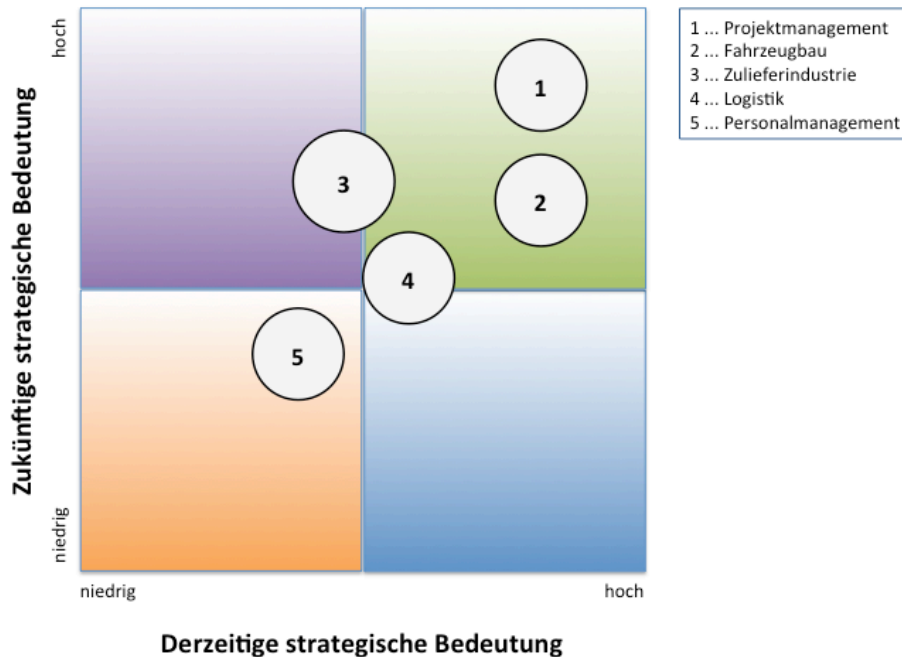 hoch
Zukünftige strategische Bedeutung
niedrig
1
2
3
4
5
niedrig
hoch
Derzeitige strategische Bedeutung
1 ... Projektmanagement
2 ... Fahrzeugbau
3 ... Zulieferindustrie
4 ... Logistik
5 ... Personalmanagement